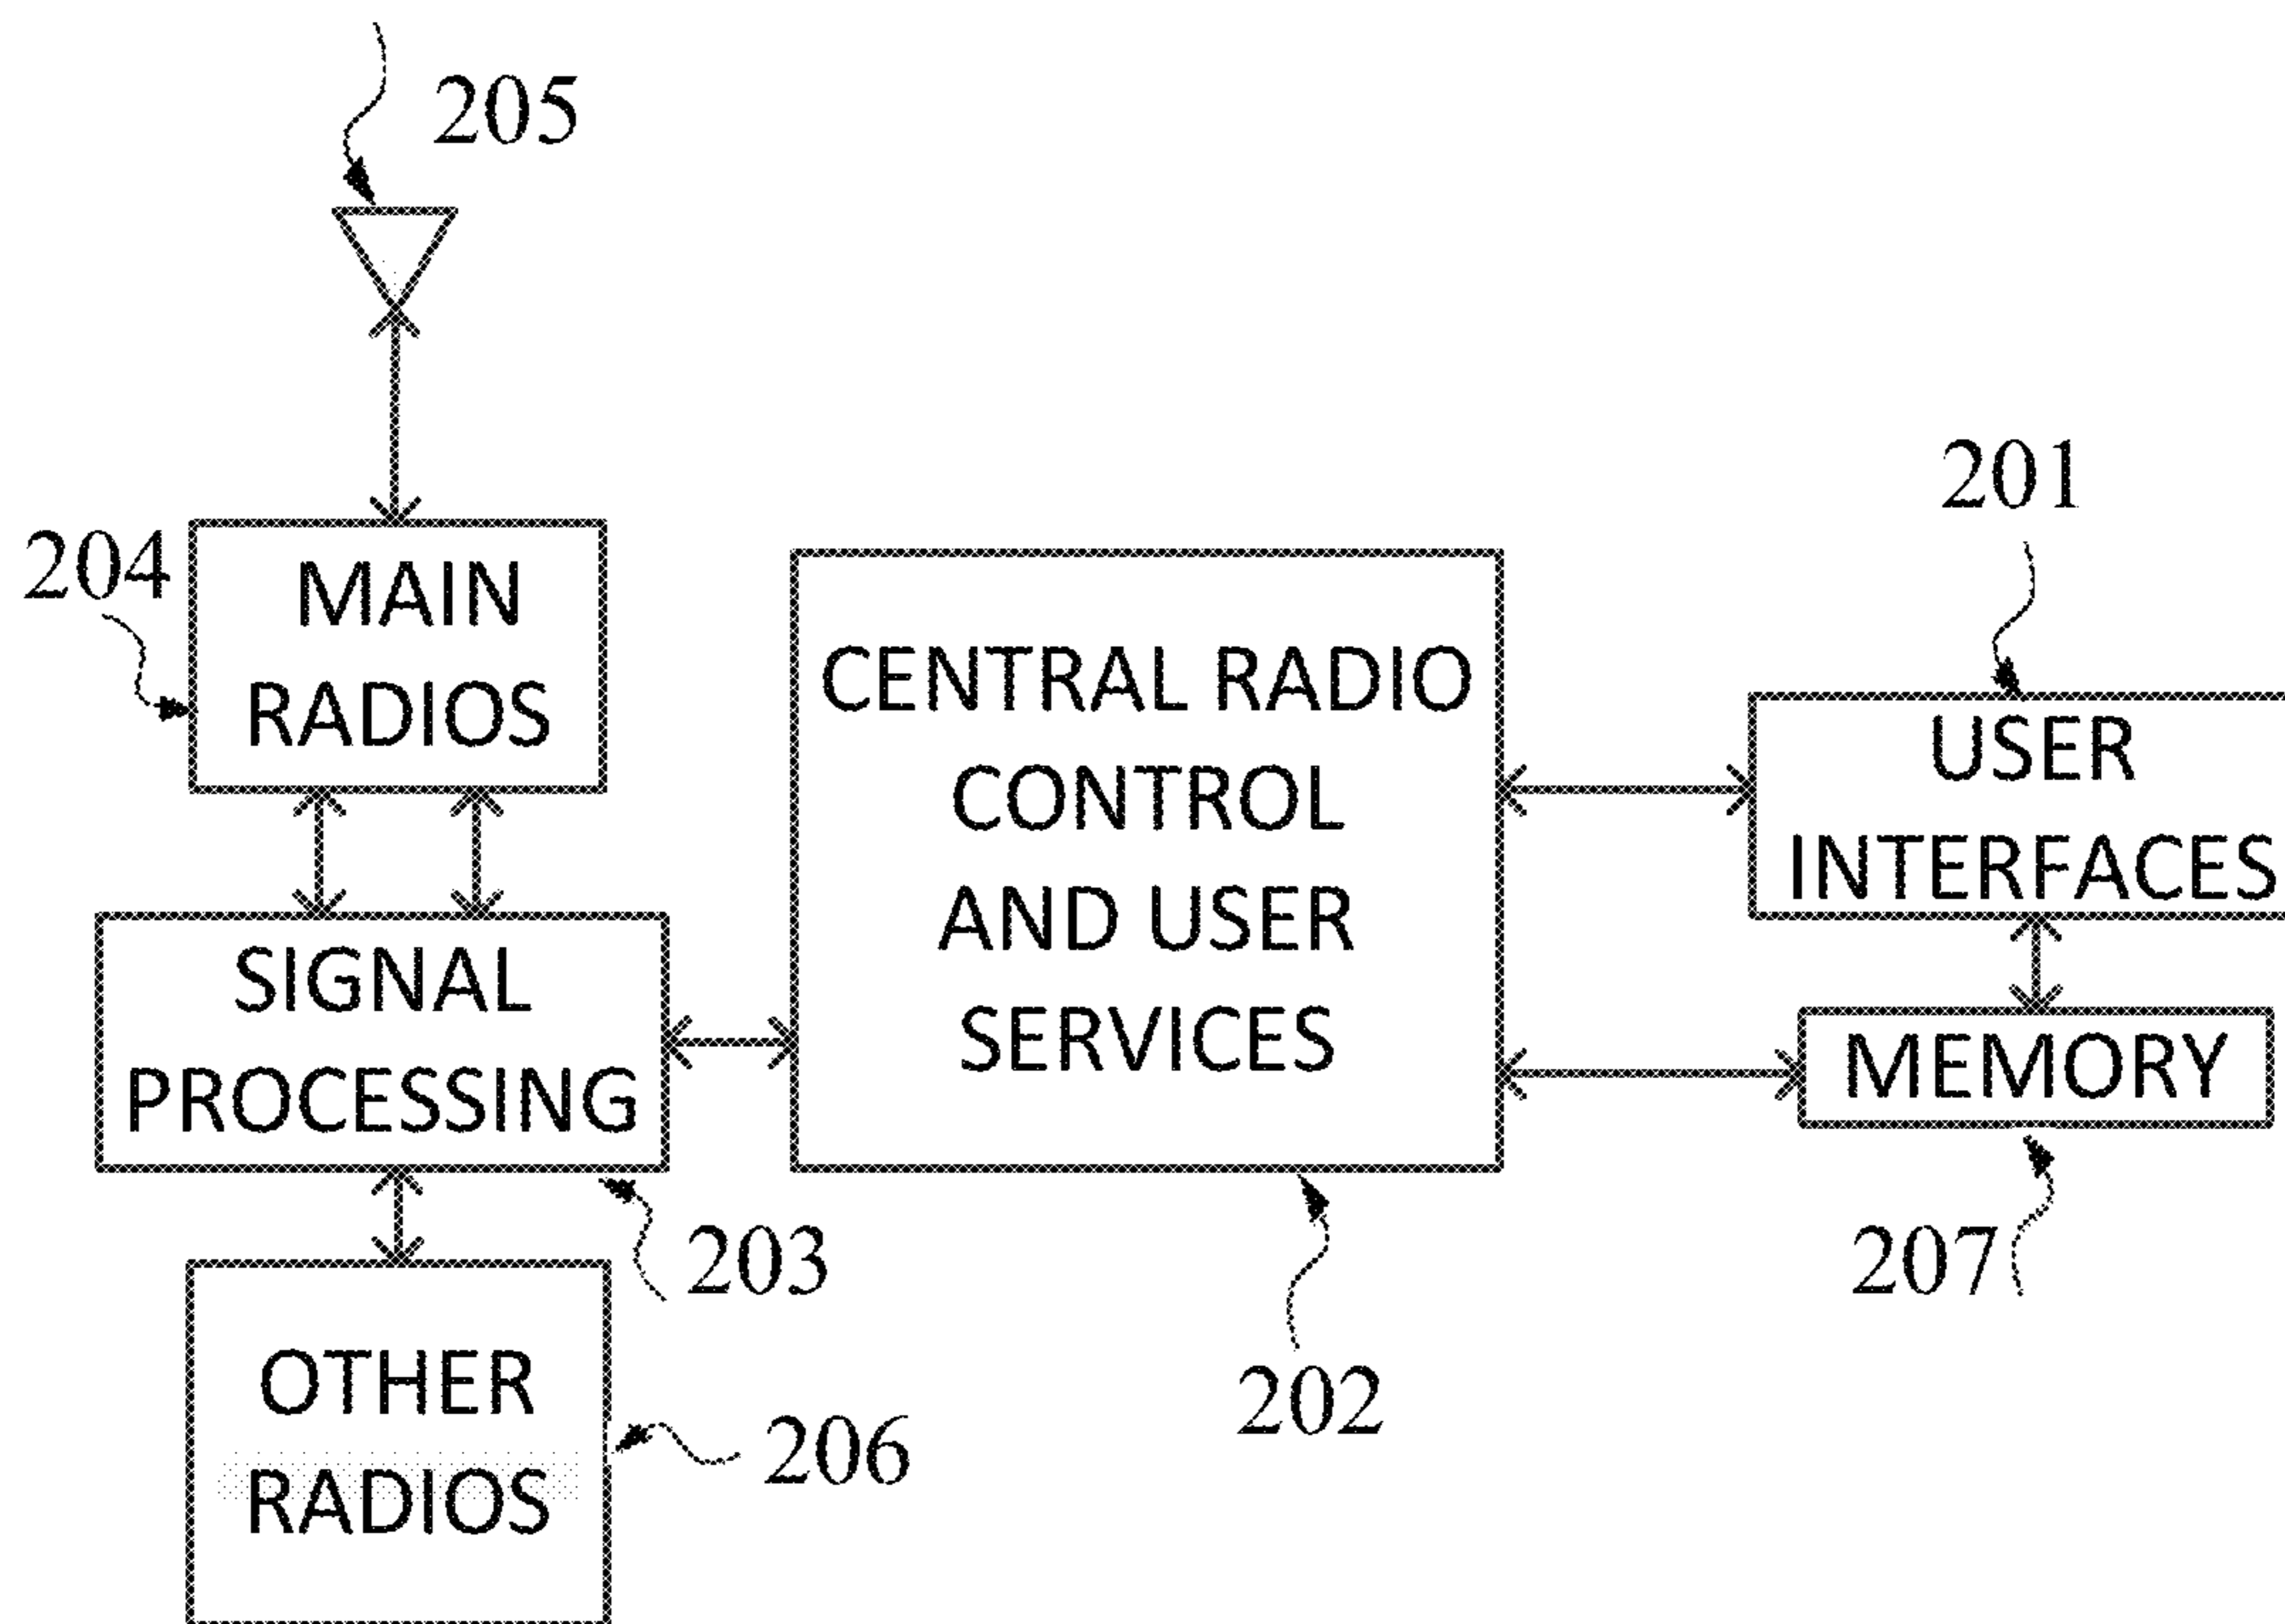 205
204
MAIN
RADIOS
SIGNAL
PROCESSING
203
OTHER
RADIOS
206
CENTRAL RADIO
CONTROL
AND USER
SERVICES
202
201
USER
INTERFACES
MEMORY
207